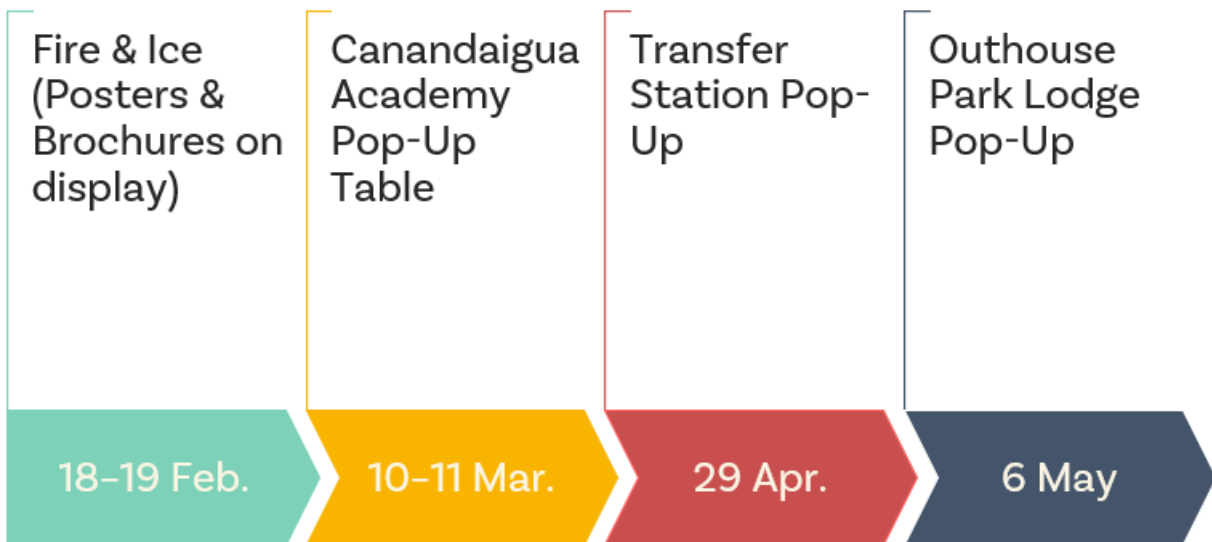 Fire & Ice
(Posters &
Brochures on
display)
Canandaigua
Academy
Pop-Up
Table
Transfer
Station Pop-
Up
Outhouse
Park Lodge
Pop-Up
18–19 Feb.
10–11 Mar.
29 Apr.
6 May